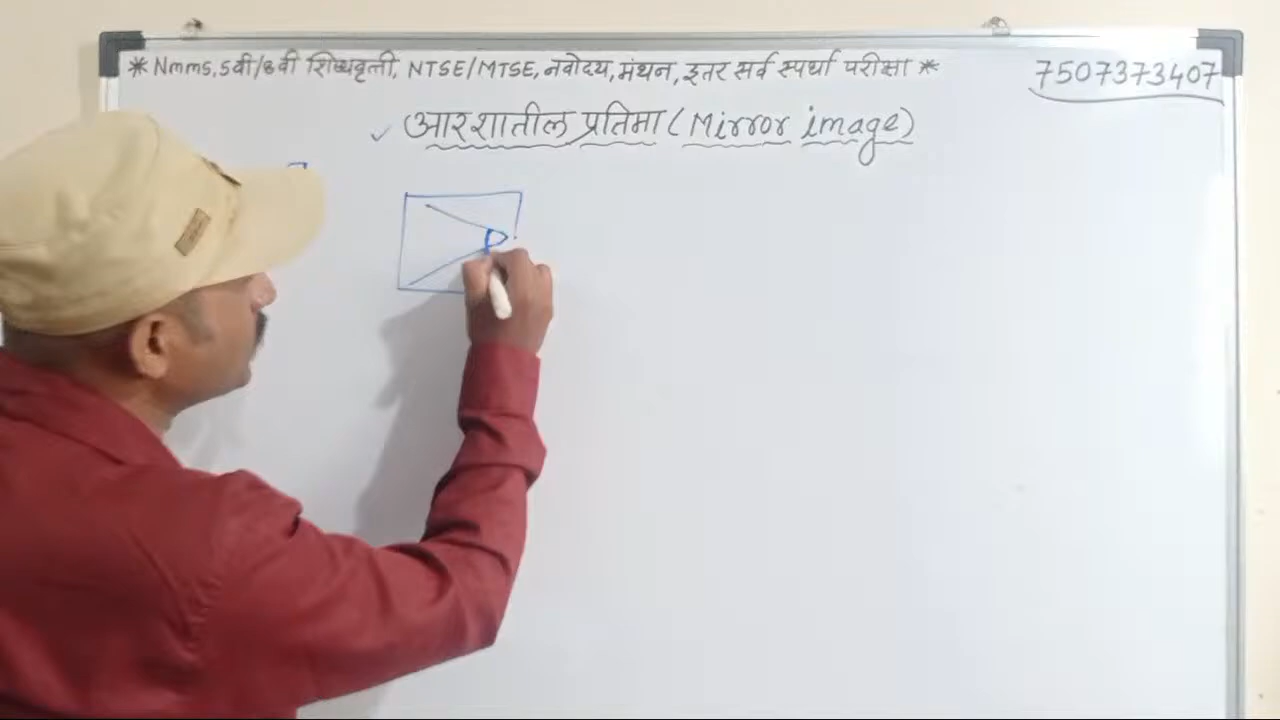 * Nmms, 5वी/8वी शिष्यवृत्ती, NTSE/MTSE, नवोदय, मंथन, इतर सर्व स्पर्धा परीक्षा *
7507373407
✓ आरशातील प्रतिमा (Mirror image)